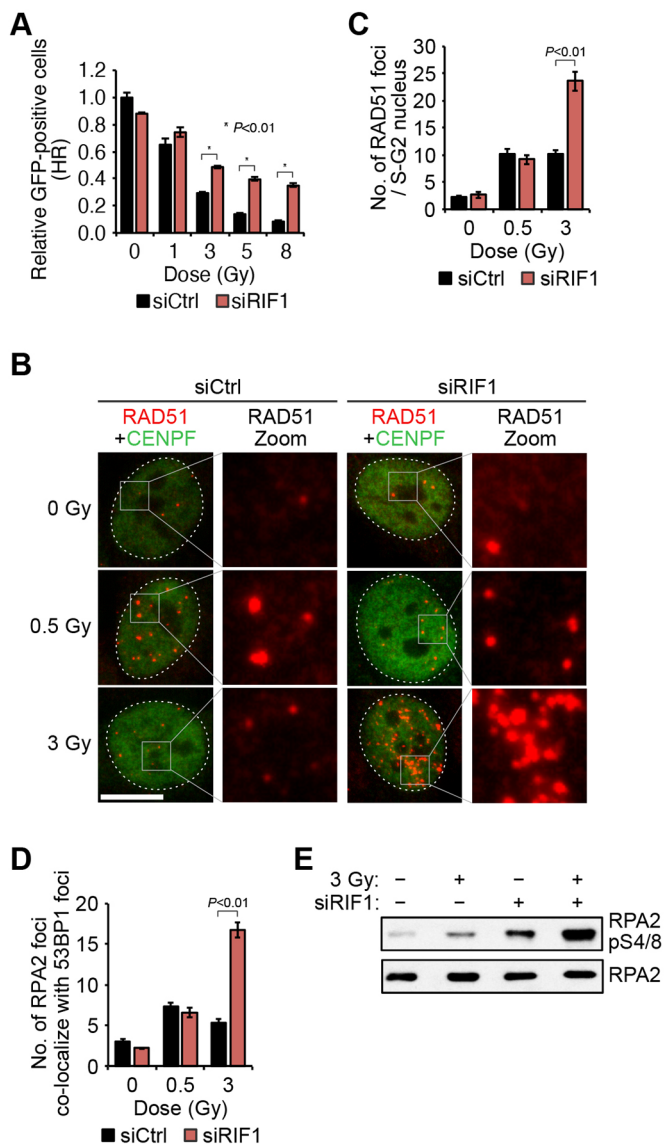 A
Relative GFP-positive cells
(HR)
1.2
1.0
0.8
0.6
0.4
0.2
0.0
* P<0.01
*
*
*
0 1 3 5 8
Dose (Gy)
siCtrl siRIF1
C
No. of RAD51 foci
/ S-G2 nucleus
30
25
20
15
10
5
0
P<0.01
0 0.5 3
Dose (Gy)
siCtrl siRIF1
B
siCtrl siRIF1
RAD51 RAD51 RAD51 RAD51
+CENPF Zoom +CENPF Zoom
0 Gy
0.5 Gy
3 Gy
D
No. of RPA2 foci
co-localize with 53BP1 foci
20
15
10
5
0
P<0.01
0 0.5 3
Dose (Gy)
siCtrl siRIF1
E
3 Gy: – + – +
siRIF1: – – + +
RPA2
pS4/8
RPA2